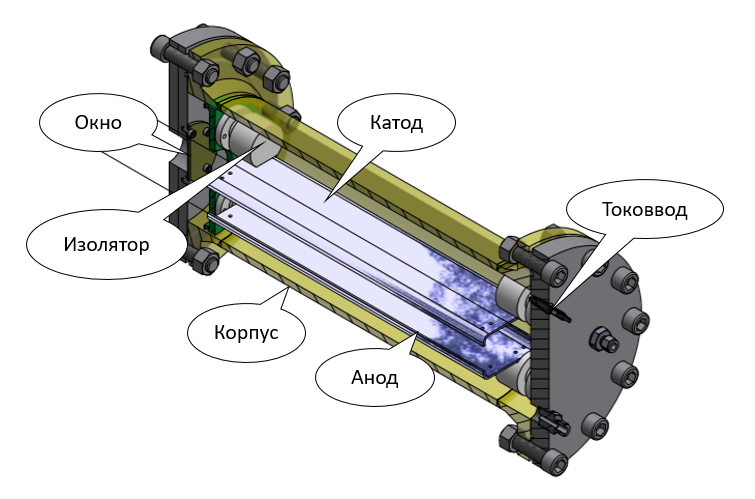 Окно
Катод
Токоввод
Изолятор
Корпус
Анод